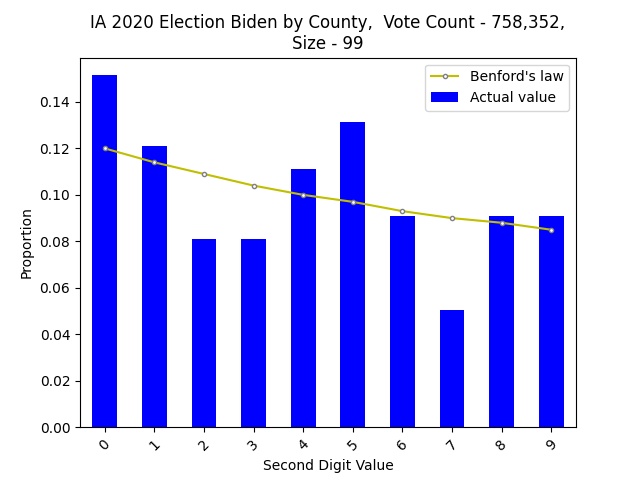 IA 2020 Election Biden by County,  Vote Count - 758,352,
Size - 99
Benford's law
Actual value
Proportion
0.14
0.12
0.10
0.08
0.06
0.04
0.02
0.00
0 1 2 3 4 5 6 7 8 9
Second Digit Value